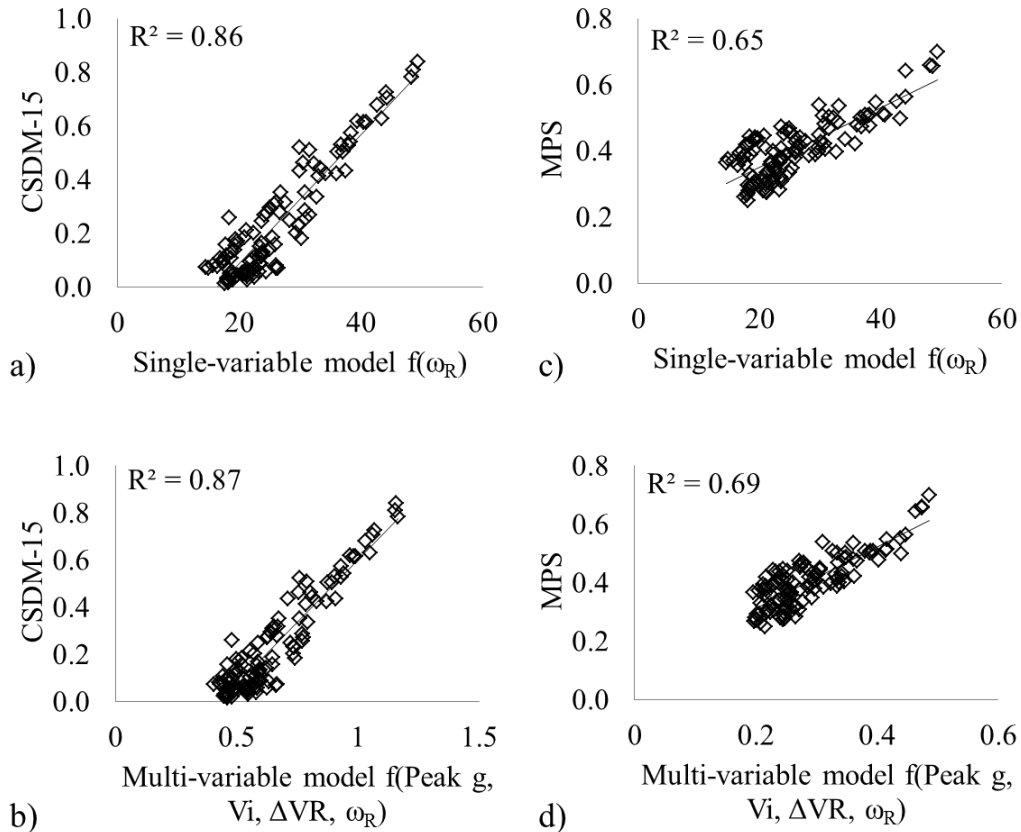 1.0
0.8
0.6
0.4
0.2
0.0
CSDM-15
R² = 0.86
0 20 40 60
Single-variable model f(ω_R)
a)
0.8
0.6
0.4
0.2
0.0
MPS
R² = 0.65
0 20 40 60
Single-variable model f(ω_R)
c)
1.0
0.8
0.6
0.4
0.2
0.0
CSDM-15
R² = 0.87
0 0.5 1 1.5
Multi-variable model f(Peak g,
Vi, ΔVR, ω_R)
b)
0.8
0.6
0.4
0.2
0.0
MPS
R² = 0.69
0 0.2 0.4 0.6
Multi-variable model f(Peak g,
Vi, ΔVR, ω_R)
d)